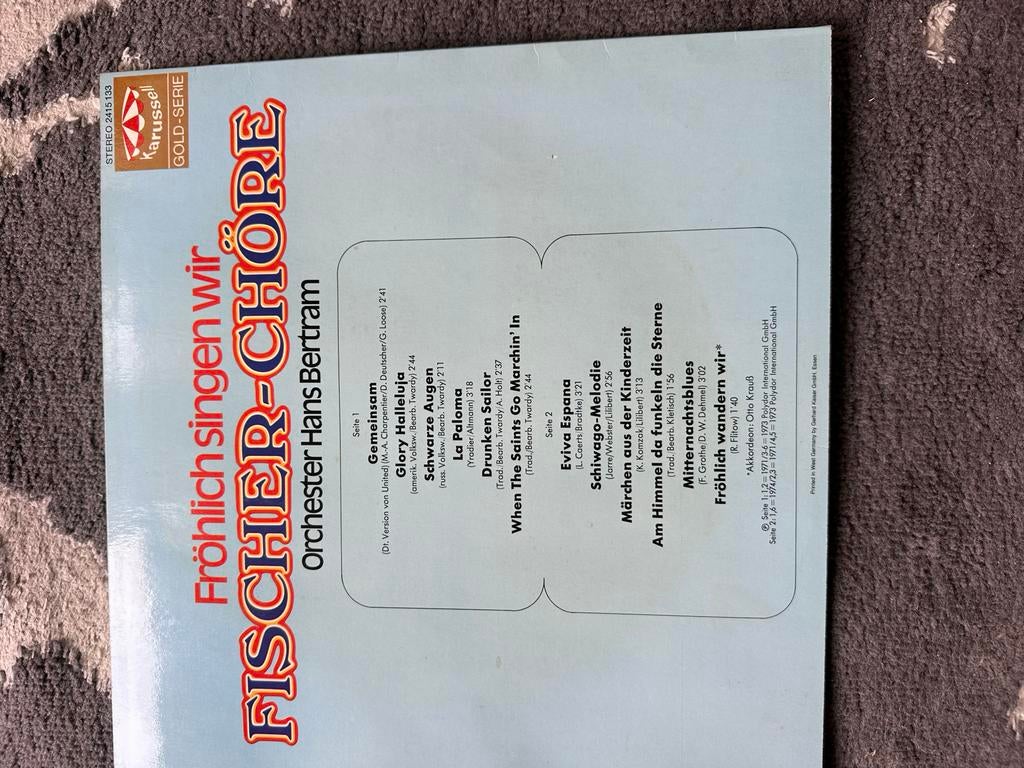 STEREO 2415 133
Karussell
GOLD-SERIE
Fröhlich singen wir
FISCHER-CHÖRE
Orchester Hans Bertram
Seite 1
Gemeinsam
(Dt. Version von United) (M.-A. Charpentier/D. Deutscher/G. Loose) 2'41
Glory Halleluja
(amerik. Volksw./Bearb. Twardy) 2'44
Schwarze Augen
(russ. Volksw./Bearb. Twardy) 2'11
La Paloma
(Yradier/Altmann) 3'18
Drunken Sailor
(Trad./Bearb. Twardy/A. Holt) 2'37
When The Saints Go Marchin' In
(Trad./Bearb. Twardy) 2'44
Seite 2
Eviva Espana
(L. Caerts/Bradtke) 3'21
Schiwago-Melodie
(Jarre/Webster/Lilibert) 2'56
Märchen aus der Kinderzeit
(K. Komzak/Lilibert) 3'13
Am Himmel da funkeln die Sterne
(Trad./Bearb. Kletsch) 1'56
Mitternachtsblues
(F. Grothe/D. W. Dehmel) 3'02
Fröhlich wandern wir*
(R. Flitow) 1'40
*Akkordeon: Otto Krauß
Ⓟ Seite 1: 1,2 = 1971/3-6 = 1973 Polydor International GmbH
Seite 2: 1,6 = 1974/2,3 = 1971/4,5 = 1973 Polydor International GmbH
Printed in West Germany by Gerhard Kaiser GmbH, Essen